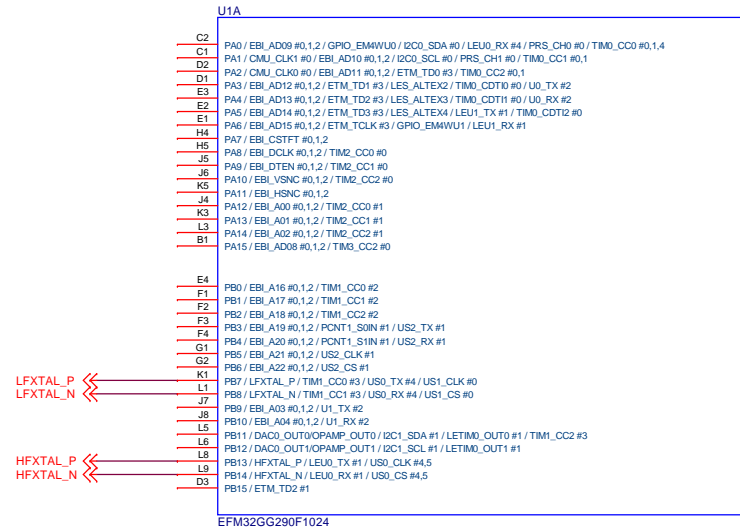 U1A
C2 PA0 / EBI_AD09 #0,1,2 / GPIO_EM4WU0 / I2C0_SDA #0 / LEU0_RX #4 / PRS_CH0 #0 / TIM0_CC0 #0,1,4
C1 PA1 / CMU_CLK1 #0 / EBI_AD10 #0,1,2 / I2C0_SCL #0 / PRS_CH1 #0 / TIM0_CC1 #0,1
D2 PA2 / CMU_CLK0 #0 / EBI_AD11 #0,1,2 / ETM_TD0 #3 / TIM0_CC2 #0,1
D1 PA3 / EBI_AD12 #0,1,2 / ETM_TD1 #3 / LES_ALTEX2 / TIM0_CDTI0 #0 / U0_TX #2
E3 PA4 / EBI_AD13 #0,1,2 / ETM_TD2 #3 / LES_ALTEX3 / TIM0_CDTI1 #0 / U0_RX #2
E2 PA5 / EBI_AD14 #0,1,2 / ETM_TD3 #3 / LES_ALTEX4 / LEU1_TX #1 / TIM0_CDTI2 #0
E1 PA6 / EBI_AD15 #0,1,2 / ETM_TCLK #3 / GPIO_EM4WU1 / LEU1_RX #1
H4 PA7 / EBI_CSTFT #0,1,2
H5 PA8 / EBI_DCLK #0,1,2 / TIM2_CC0 #0
J5 PA9 / EBI_DTEN #0,1,2 / TIM2_CC1 #0
J6 PA10 / EBI_VSNC #0,1,2 / TIM2_CC2 #0
K5 PA11 / EBI_HSNC #0,1,2
J4 PA12 / EBI_A00 #0,1,2 / TIM2_CC0 #1
K3 PA13 / EBI_A01 #0,1,2 / TIM2_CC1 #1
L3 PA14 / EBI_A02 #0,1,2 / TIM2_CC2 #1
B1 PA15 / EBI_AD08 #0,1,2 / TIM3_CC2 #0
E4 PB0 / EBI_A16 #0,1,2 / TIM1_CC0 #2
F1 PB1 / EBI_A17 #0,1,2 / TIM1_CC1 #2
F2 PB2 / EBI_A18 #0,1,2 / TIM1_CC2 #2
F3 PB3 / EBI_A19 #0,1,2 / PCNT1_S0IN #1 / US2_TX #1
F4 PB4 / EBI_A20 #0,1,2 / PCNT1_S1IN #1 / US2_RX #1
G1 PB5 / EBI_A21 #0,1,2 / US2_CLK #1
G2 PB6 / EBI_A22 #0,1,2 / US2_CS #1
LFXTAL_P K1 PB7 / LFXTAL_P / TIM1_CC0 #3 / US0_TX #4 / US1_CLK #0
LFXTAL_N L1 PB8 / LFXTAL_N / TIM1_CC1 #3 / US0_RX #4 / US1_CS #0
J7 PB9 / EBI_A03 #0,1,2 / U1_TX #2
J8 PB10 / EBI_A04 #0,1,2 / U1_RX #2
L5 PB11 / DAC0_OUT0/OPAMP_OUT0 / I2C1_SDA #1 / LETIM0_OUT0 #1 / TIM1_CC2 #3
L6 PB12 / DAC0_OUT1/OPAMP_OUT1 / I2C1_SCL #1 / LETIM0_OUT1 #1
HFXTAL_P L8 PB13 / HFXTAL_P / LEU0_TX #1 / US0_CLK #4,5
HFXTAL_N L9 PB14 / HFXTAL_N / LEU0_RX #1 / US0_CS #4,5
D3 PB15 / ETM_TD2 #1
EFM32GG290F1024